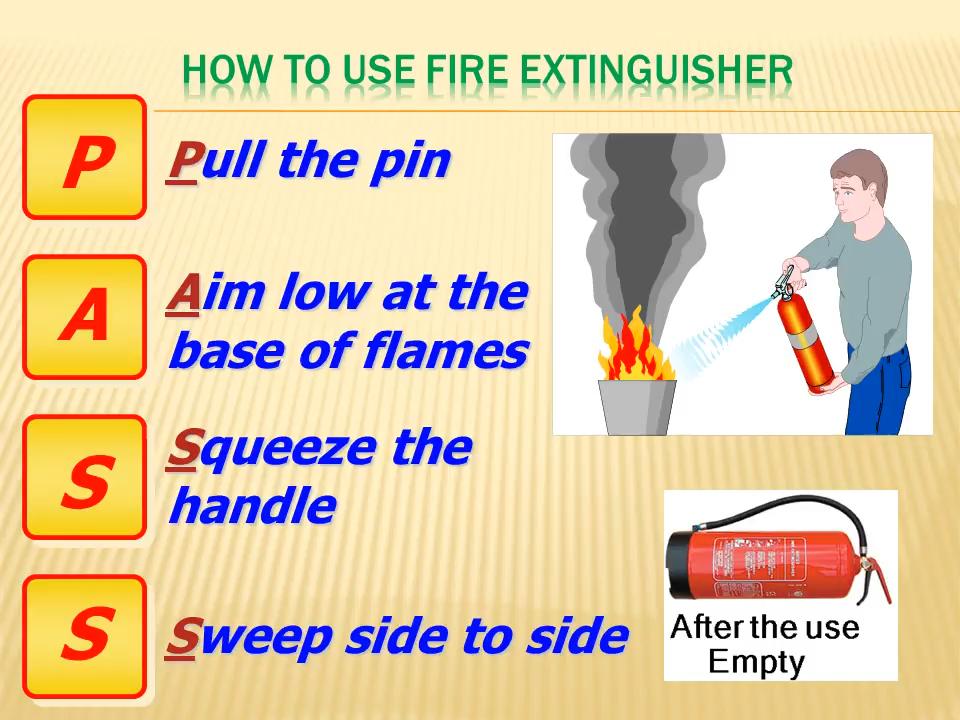 HOW TO USE FIRE EXTINGUISHER
P
Pull the pin
A
Aim low at the
base of flames
S
Squeeze the
handle
S
Sweep side to side
After the use
Empty